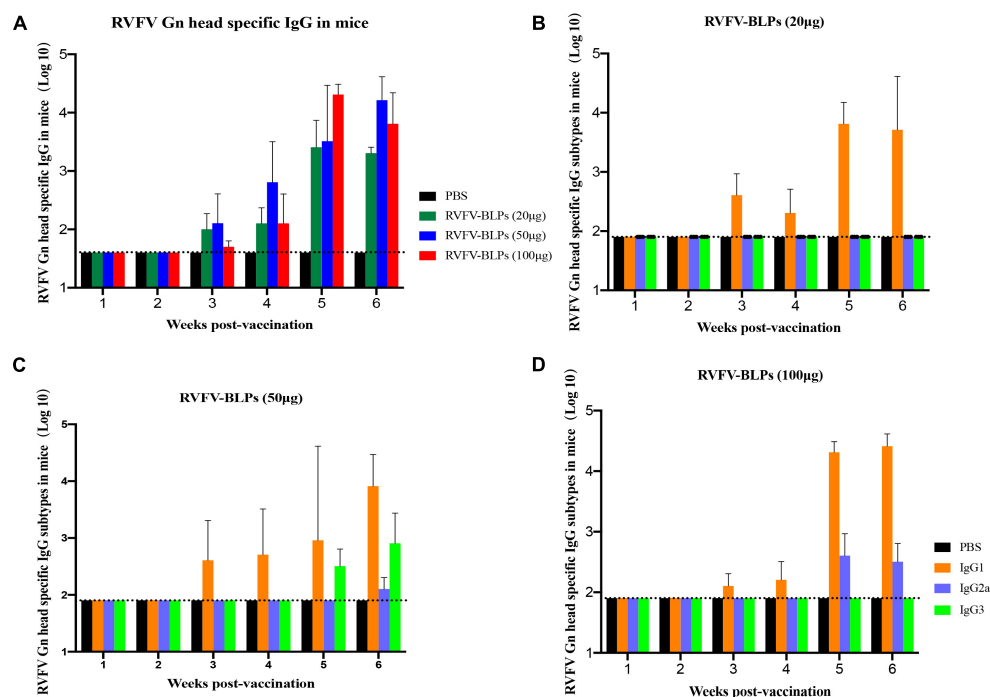 A
RVFV Gn head specific IgG in mice
RVFV Gn head specific IgG in mice（Log 10）
5
4
3
2
1
1 2 3 4 5 6
Weeks post-vaccination
PBS
RVFV-BLPs (20μg)
RVFV-BLPs (50μg)
RVFV-BLPs (100μg)
B
RVFV-BLPs (20μg)
RVFV Gn head specific IgG subtypes in mice（Log 10）
5
4
3
2
1
1 2 3 4 5 6
Weeks post-vaccination
C
RVFV-BLPs (50μg)
RVFV Gn head specific IgG subtypes in mice（Log 10）
5
4
3
2
1
1 2 3 4 5 6
Weeks post-vaccination
D
RVFV-BLPs (100μg)
RVFV Gn head specific IgG subtypes in mice（Log 10）
5
4
3
2
1
1 2 3 4 5 6
Weeks post-vaccination
PBS
IgG1
IgG2a
IgG3